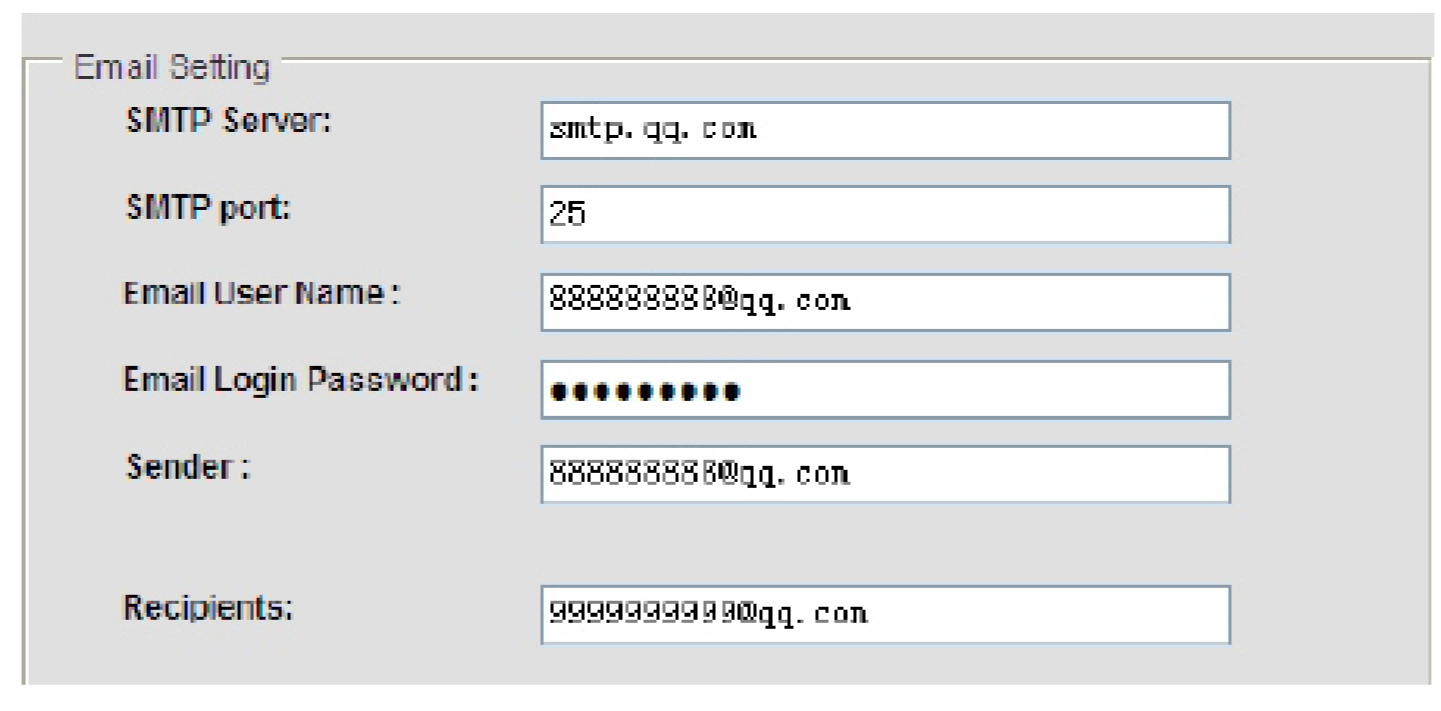 Email Setting
SMTP Server: smtp.qq.com
SMTP port: 25
Email User Name : 888888888@qq.com
Email Login Password : ●●●●●●●●●
Sender : 888888888@qq.com
Recipients: 9999999999@qq.com